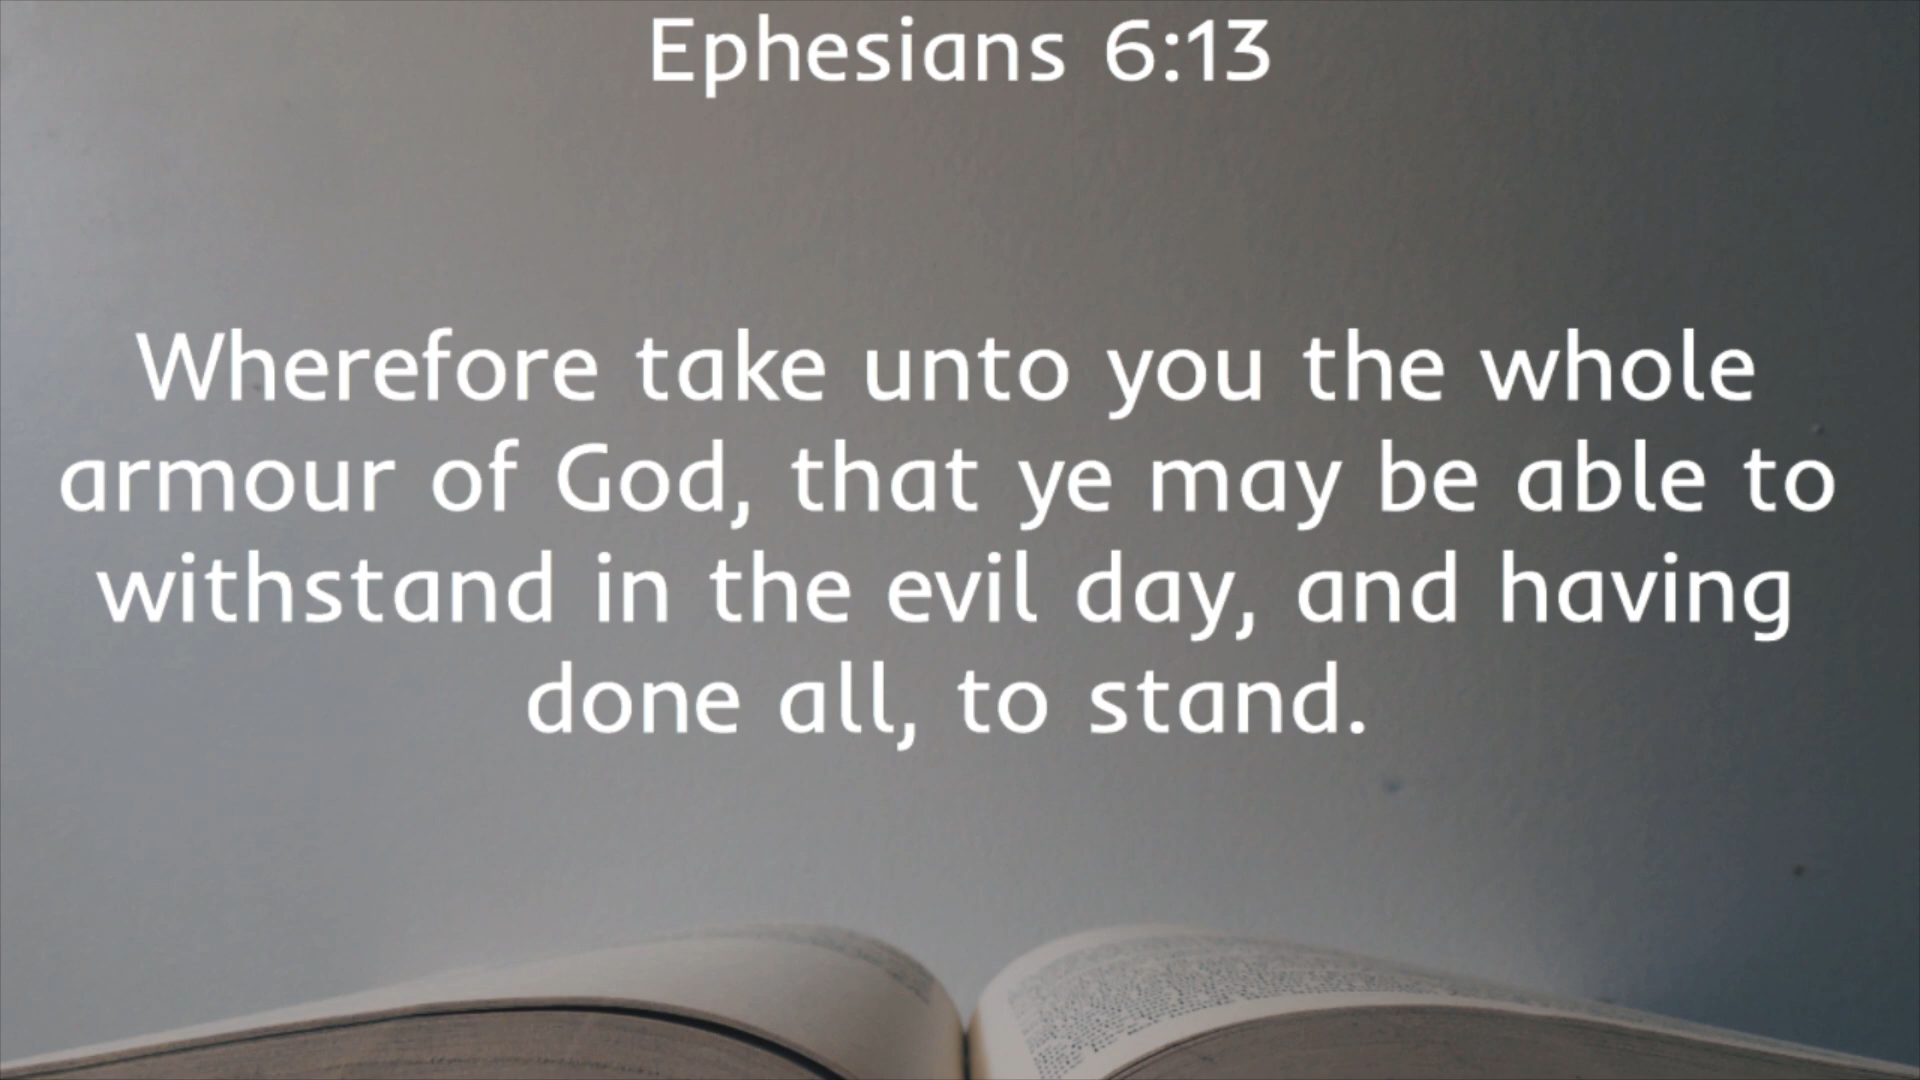 Ephesians 6:13
Wherefore take unto you the whole
armour of God, that ye may be able to
withstand in the evil day, and having
done all, to stand.